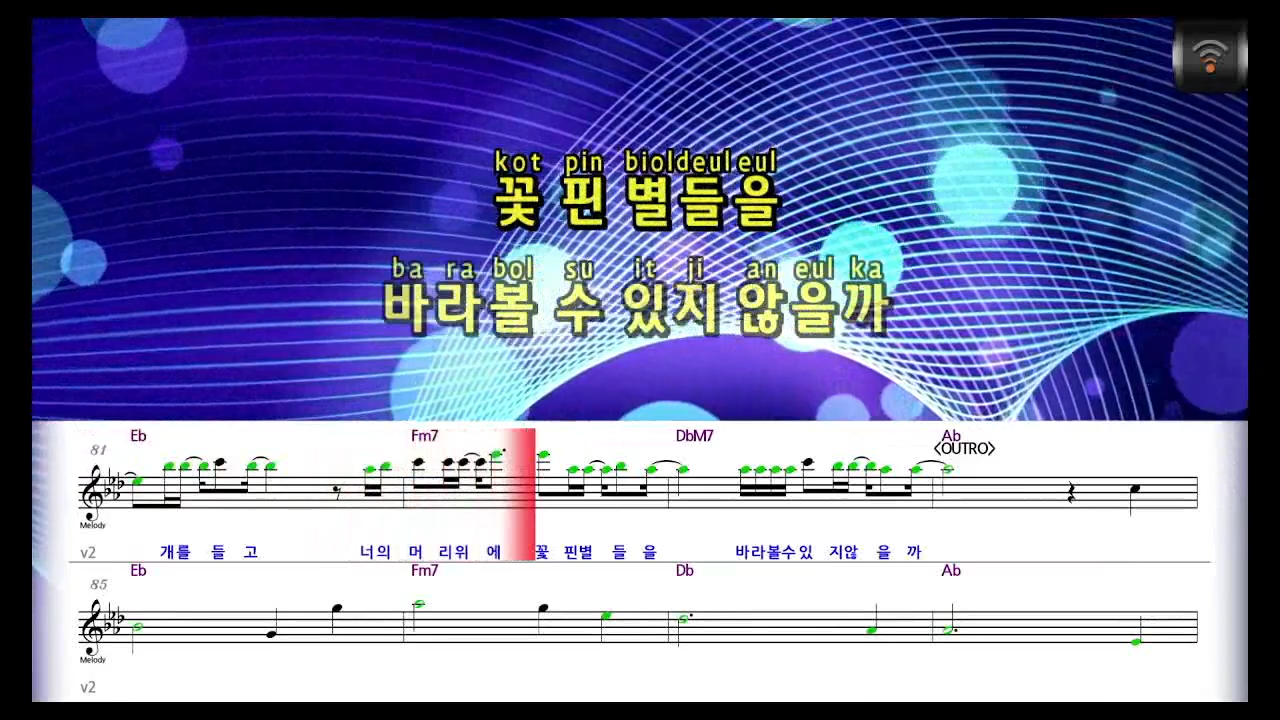 kot pin bioldeuleul
꽃 핀 별들을
ba ra bol su it ji an eul ka
바라볼 수 있지 않을까
Eb Fm7 DbM7 Ab
<OUTRO>
81
Melody
v2 개를 들 고 너의 머 리위 에 꽃 핀별 들 을 바라볼수있 지않 을 까
Eb Fm7 Db Ab
85
Melody
v2